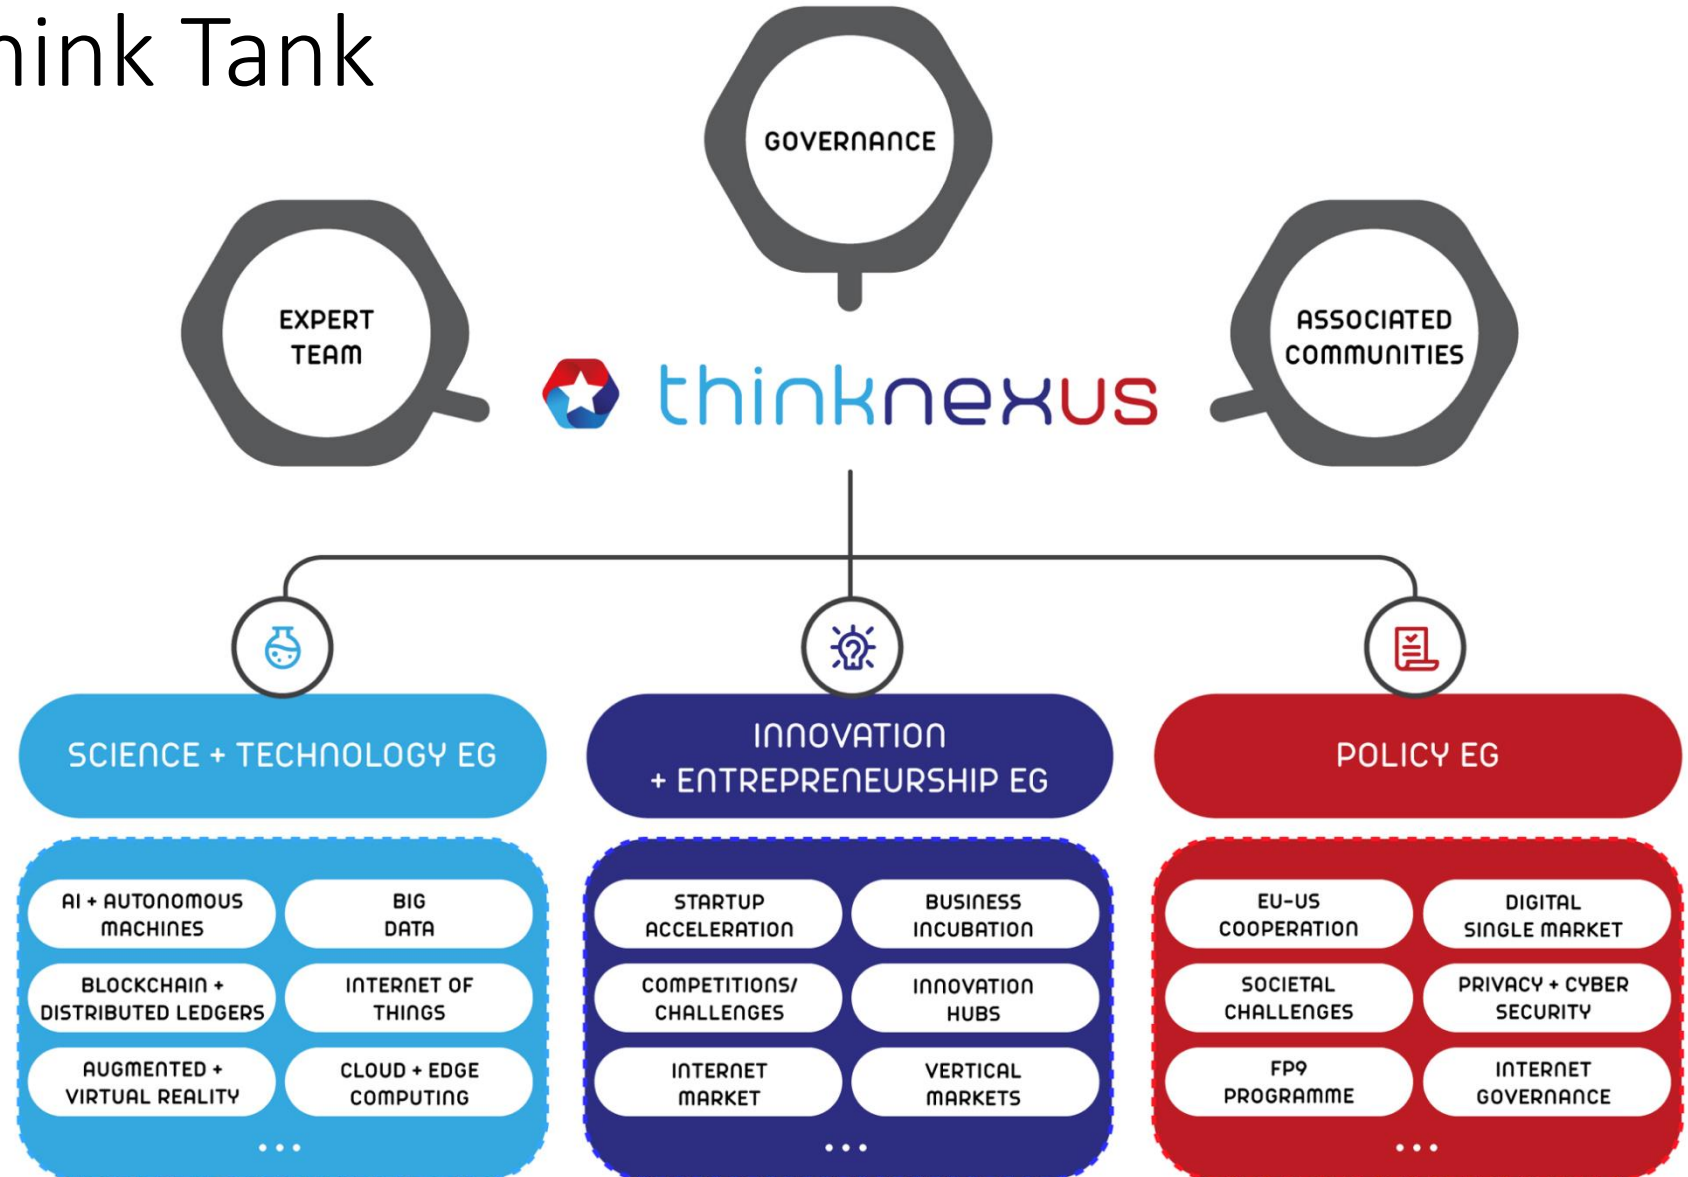 hink Tank
GOVERNANCE
EXPERT
TEAM
ASSOCIATED
COMMUNITIES
thinknexus
SCIENCE + TECHNOLOGY EG
INNOVATION
+ ENTREPRENEURSHIP EG
POLICY EG
AI + AUTONOMOUS
MACHINES
BIG
DATA
BLOCKCHAIN +
DISTRIBUTED LEDGERS
INTERNET OF
THINGS
AUGMENTED +
VIRTUAL REALITY
CLOUD + EDGE
COMPUTING
...
STARTUP
ACCELERATION
BUSINESS
INCUBATION
COMPETITIONS/
CHALLENGES
INNOVATION
HUBS
INTERNET
MARKET
VERTICAL
MARKETS
...
EU-US
COOPERATION
DIGITAL
SINGLE MARKET
SOCIETAL
CHALLENGES
PRIVACY + CYBER
SECURITY
FP9
PROGRAMME
INTERNET
GOVERNANCE
...